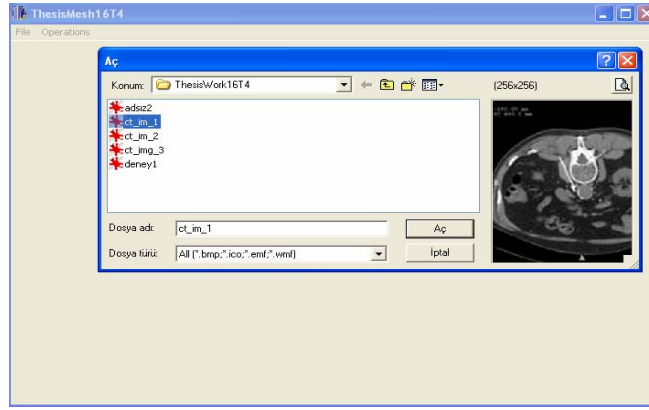 ThesisMesh16T4
File Operations
Aç
Konum: ThesisWork16T4
(256x256)
adsız2
ct_im_1
ct_im_2
ct_img_3
deney1
Dosya adı: ct_im_1
Aç
Dosya türü: All (*.bmp;*.ico;*.emf;*.wmf)
İptal